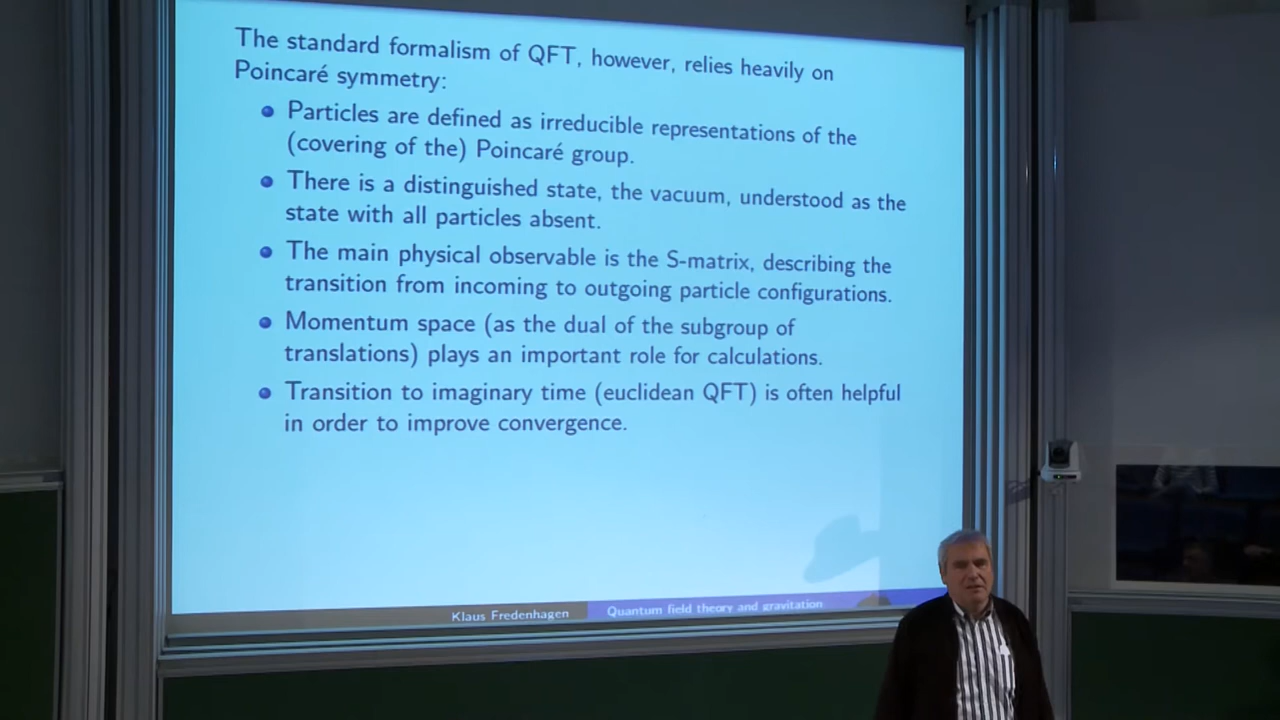 The standard formalism of QFT, however, relies heavily on
Poincaré symmetry:
Particles are defined as irreducible representations of the
(covering of the) Poincaré group.
There is a distinguished state, the vacuum, understood as the
state with all particles absent.
The main physical observable is the S-matrix, describing the
transition from incoming to outgoing particle configurations.
Momentum space (as the dual of the subgroup of
translations) plays an important role for calculations.
Transition to imaginary time (euclidean QFT) is often helpful
in order to improve convergence.
Klaus Fredenhagen
Quantum field theory and gravitation